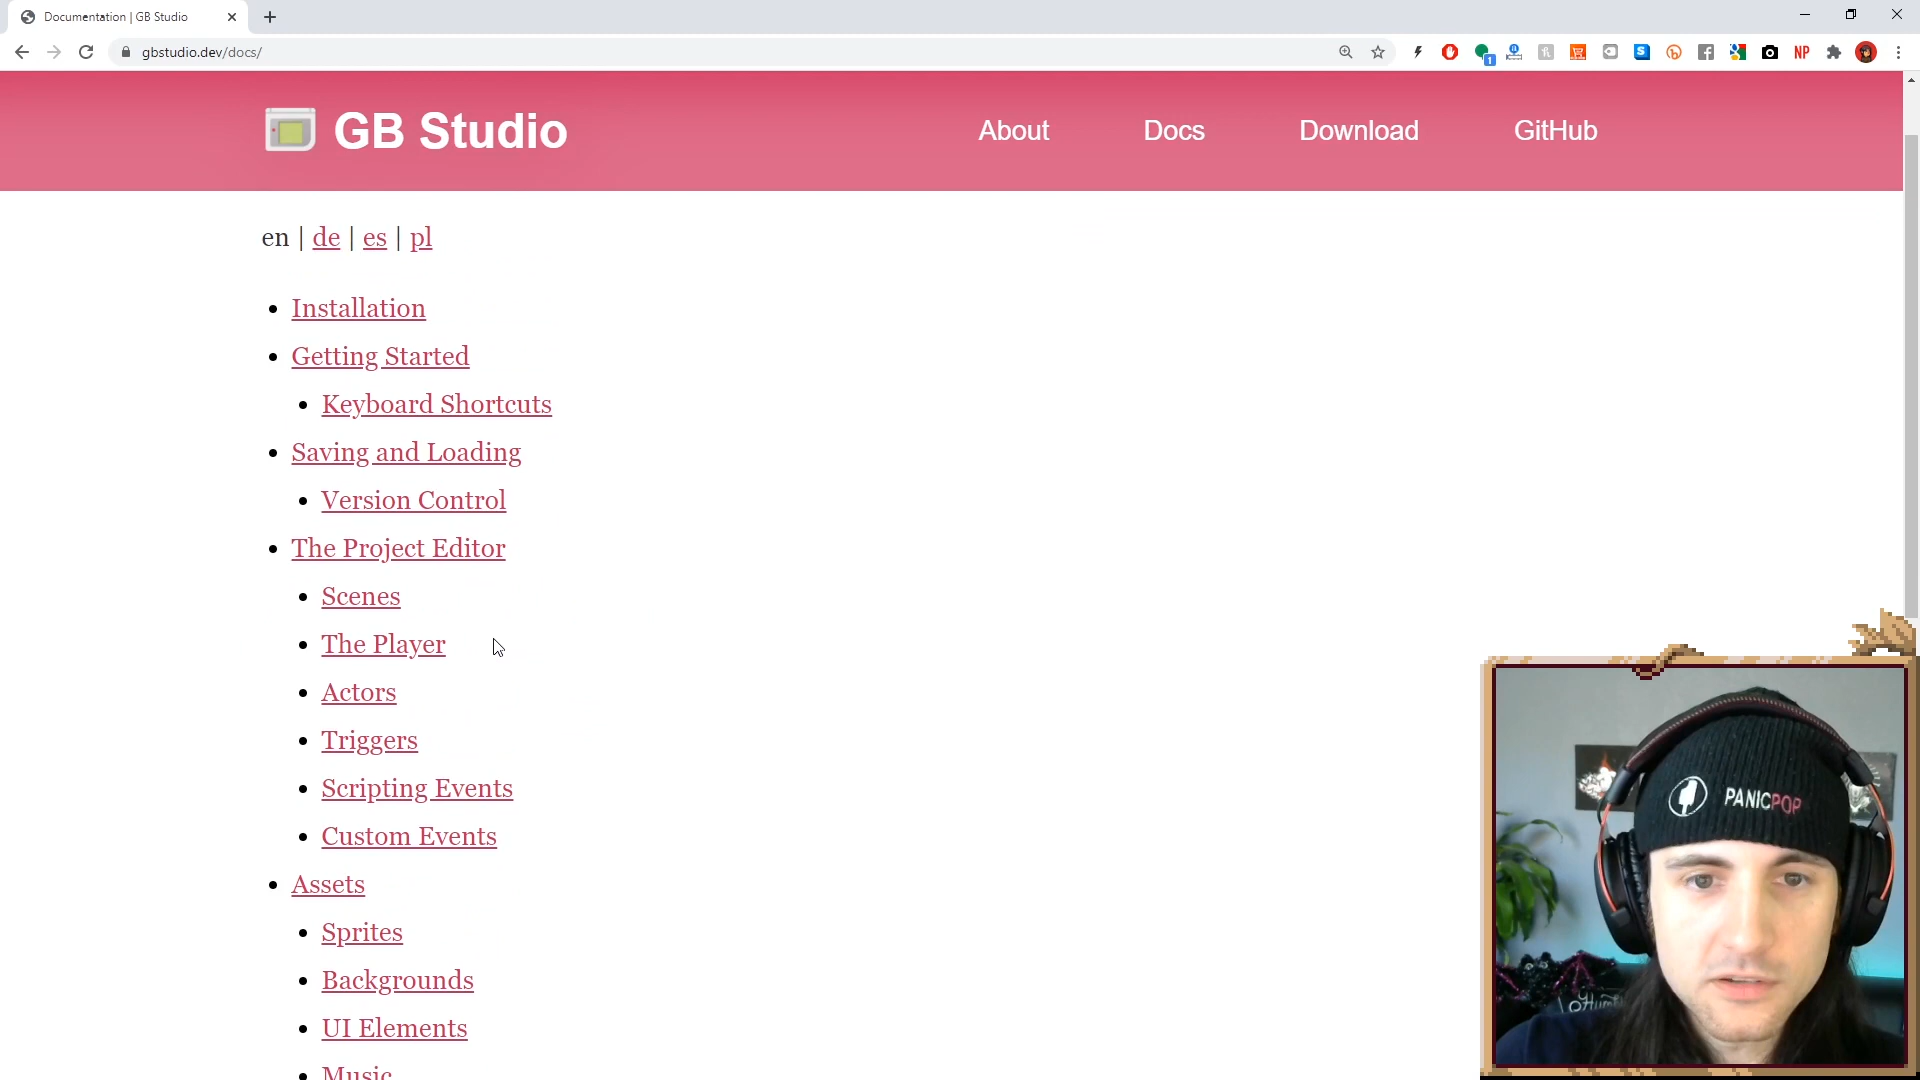 Documentation | GB Studio
gbstudio.dev/docs/
1
NP
GB Studio
About
Docs
Download
GitHub
en | de | es | pl
Installation
Getting Started
Keyboard Shortcuts
Saving and Loading
Version Control
The Project Editor
Scenes
The Player
Actors
Triggers
Scripting Events
Custom Events
Assets
Sprites
Backgrounds
UI Elements
Music
PANICPOP